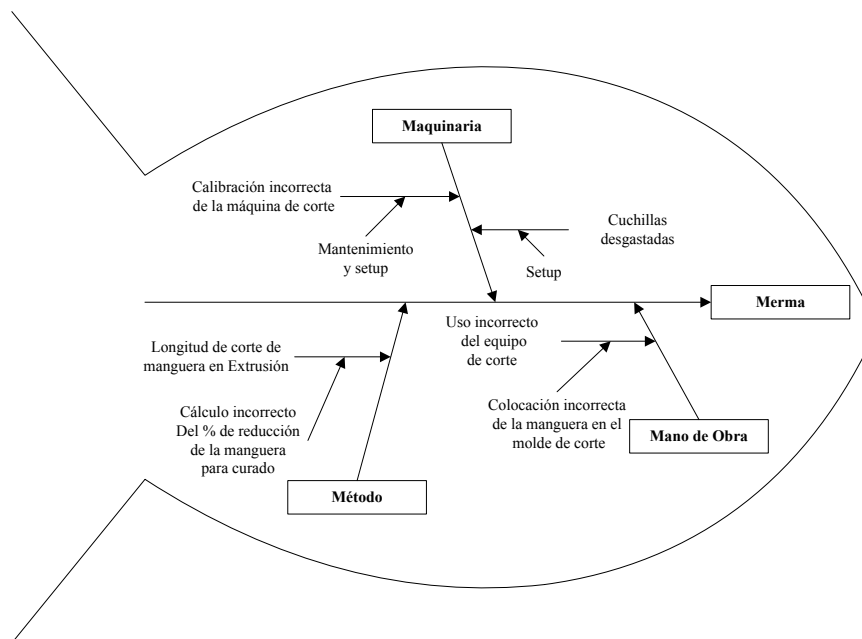 Maquinaria
Calibración incorrecta
de la máquina de corte
Mantenimiento
y setup
Cuchillas
desgastadas
Setup
Merma
Uso incorrecto
del equipo
de corte
Longitud de corte de
manguera en Extrusión
Colocación incorrecta
de la manguera en el
molde de corte
Mano de Obra
Cálculo incorrecto
Del % de reducción
de la manguera
para curado
Método